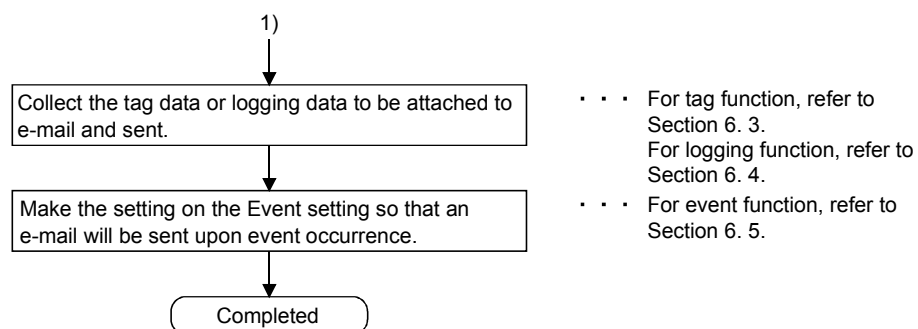 1)
Collect the tag data or logging data to be attached to
e-mail and sent.
· · · For tag function, refer to
Section 6. 3.
For logging function, refer to
Section 6. 4.
Make the setting on the Event setting so that an
e-mail will be sent upon event occurrence.
· · · For event function, refer to
Section 6. 5.
Completed